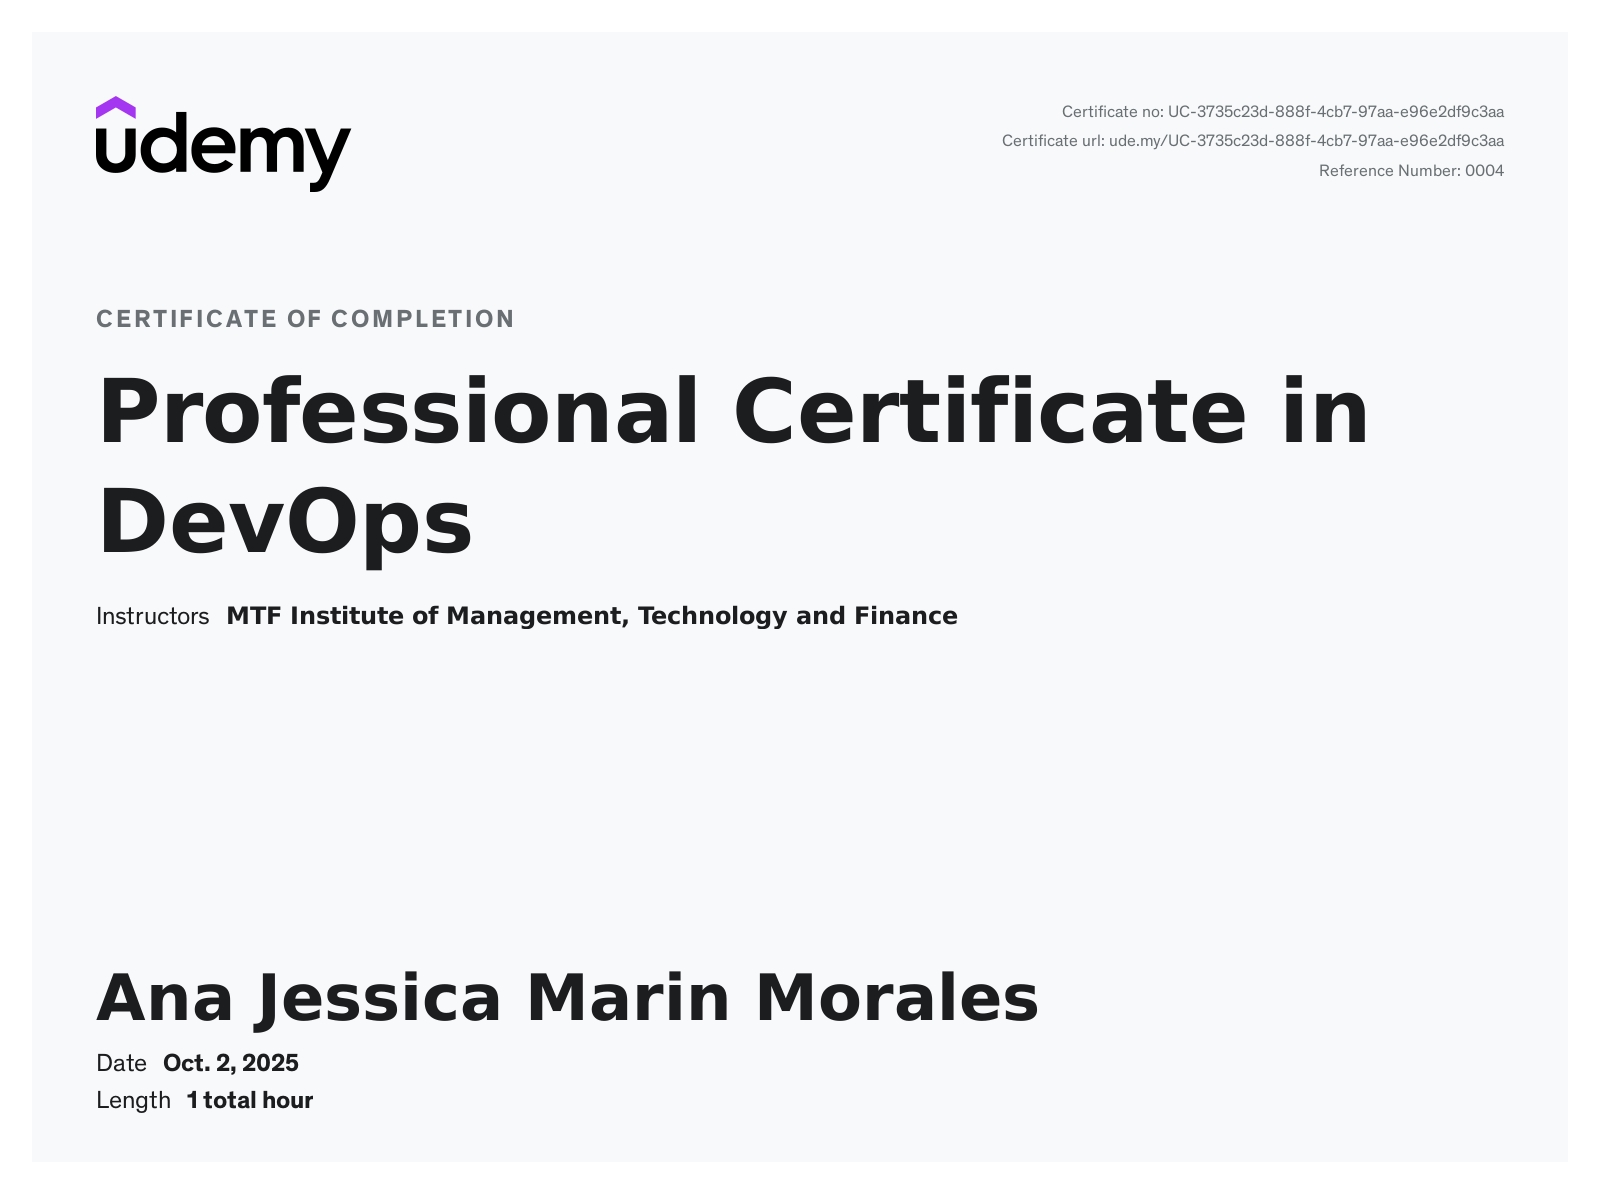 udemy
Certificate no: UC-3735c23d-888f-4cb7-97aa-e96e2df9c3aa
Certificate url: ude.my/UC-3735c23d-888f-4cb7-97aa-e96e2df9c3aa
Reference Number: 0004
CERTIFICATE OF COMPLETION
Professional Certificate in
DevOps
Instructors MTF Institute of Management, Technology and Finance
Ana Jessica Marin Morales
Date Oct. 2, 2025
Length 1 total hour